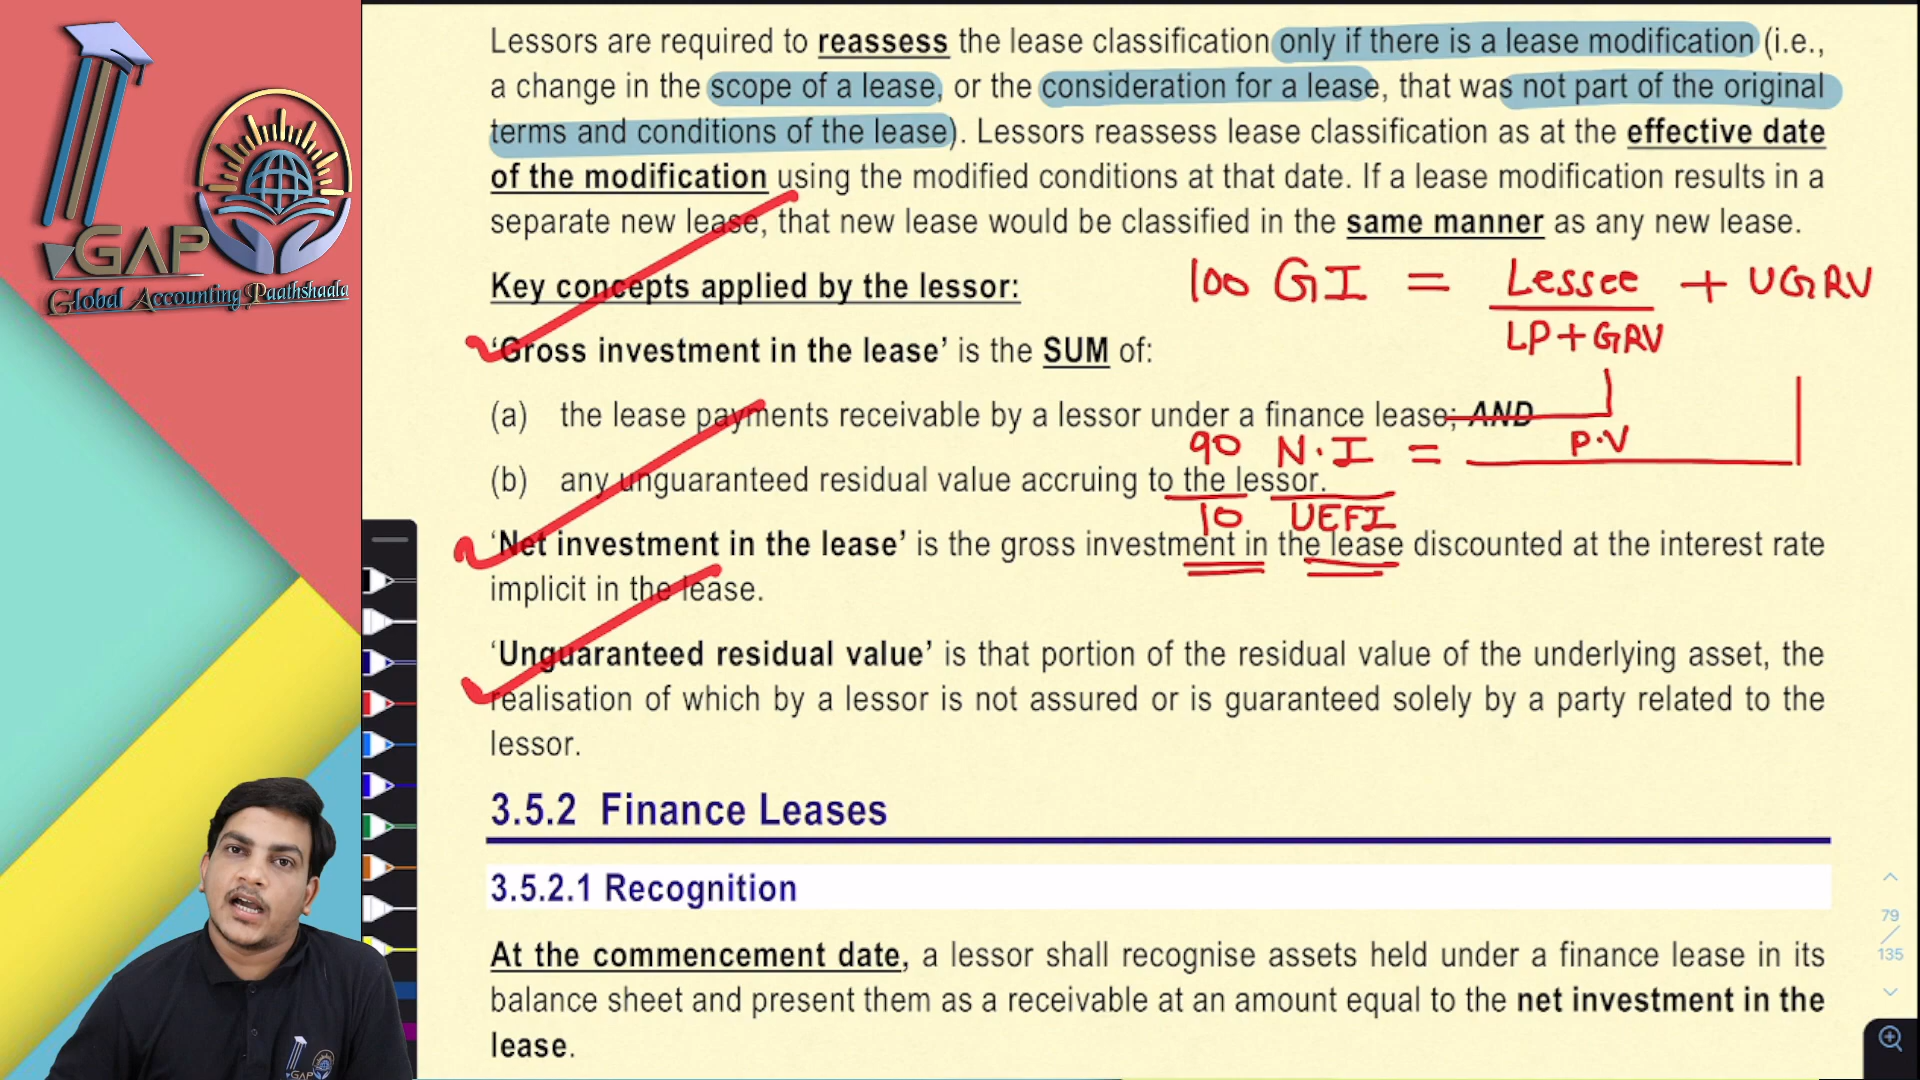 GAP
Global Accounting Paathshaala
Lessors are required to reassess the lease classification only if there is a lease modification (i.e.,
a change in the scope of a lease, or the consideration for a lease, that was not part of the original
terms and conditions of the lease). Lessors reassess lease classification as at the effective date
of the modification using the modified conditions at that date. If a lease modification results in a
separate new lease, that new lease would be classified in the same manner as any new lease.
Key concepts applied by the lessor:
100 GI = Lessee + UGRV
LP+GRV
'Gross investment in the lease' is the SUM of:
(a) the lease payments receivable by a lessor under a finance lease; AND
90 N.I = P.V
(b) any unguaranteed residual value accruing to the lessor.
10 UEFI
'Net investment in the lease' is the gross investment in the lease discounted at the interest rate
implicit in the lease.
'Unguaranteed residual value' is that portion of the residual value of the underlying asset, the
realisation of which by a lessor is not assured or is guaranteed solely by a party related to the
lessor.
3.5.2 Finance Leases
3.5.2.1 Recognition
79
/
135
At the commencement date, a lessor shall recognise assets held under a finance lease in its
balance sheet and present them as a receivable at an amount equal to the net investment in the
lease.
GAP